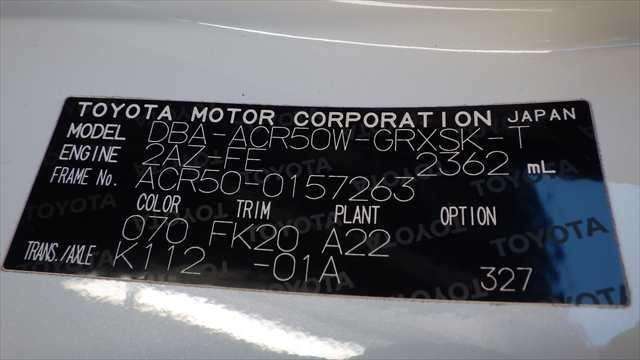 TOYOTA MOTOR CORPORATION JAPAN
MODEL DBA-ACR50W-GRXSK-T
ENGINE 2AZ-FE 2362 mL
FRAME No. ACR50-0157263
COLOR TRIM PLANT OPTION
070 FK20 A22
TRANS./AXLE K112 -01A 327